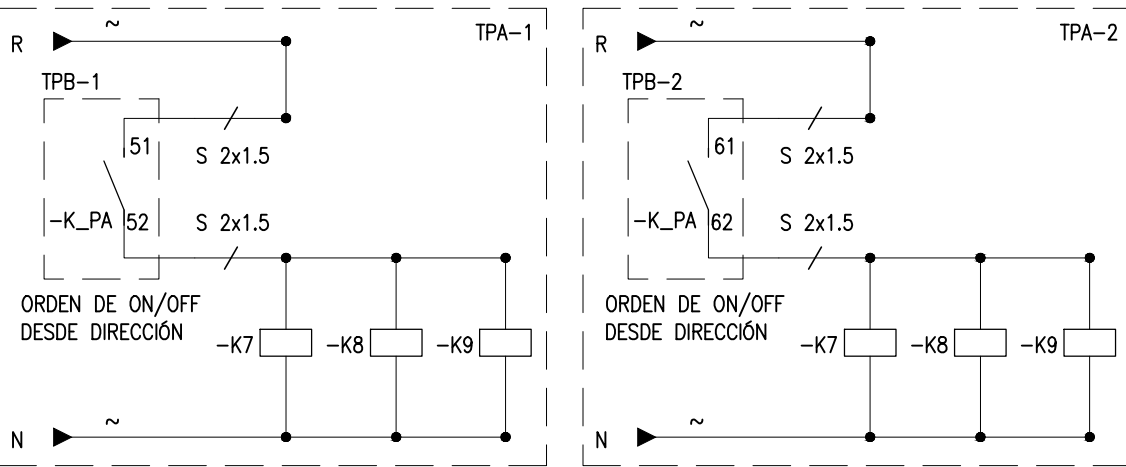 ~
R
TPA-1
TPB-1
51
S 2x1.5
-K_PA
52
S 2x1.5
ORDEN DE ON/OFF
DESDE DIRECCIÓN
-K7
-K8
-K9
~
N
~
R
TPA-2
TPB-2
61
S 2x1.5
-K_PA
62
S 2x1.5
ORDEN DE ON/OFF
DESDE DIRECCIÓN
-K7
-K8
-K9
~
N